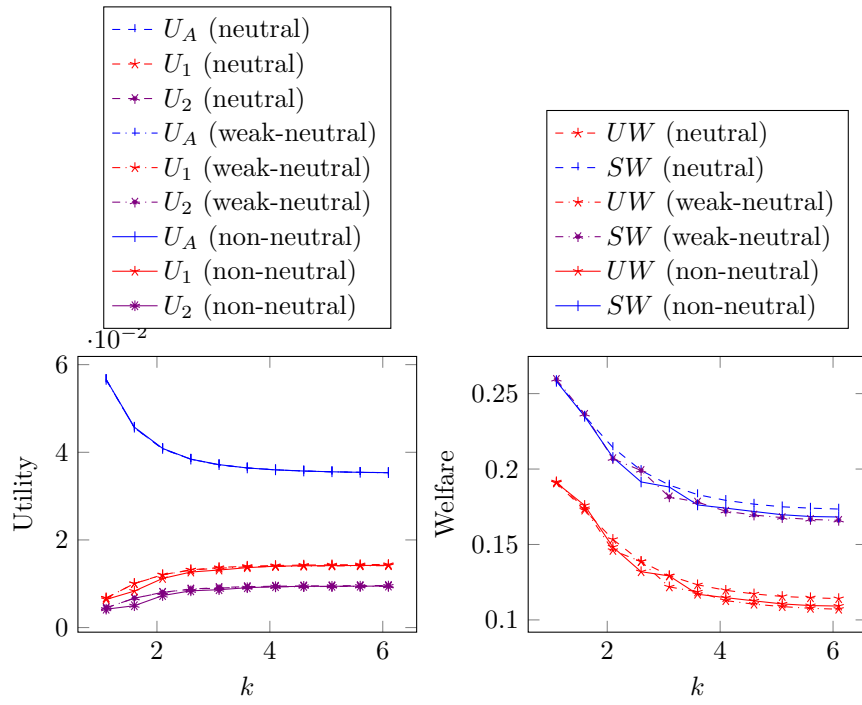 U_A (neutral)
U_1 (neutral)
U_2 (neutral)
U_A (weak-neutral)
U_1 (weak-neutral)
U_2 (weak-neutral)
U_A (non-neutral)
U_1 (non-neutral)
U_2 (non-neutral)
·10^{-2}
6
4
2
0
Utility
2
4
6
k
UW (neutral)
SW (neutral)
UW (weak-neutral)
SW (weak-neutral)
UW (non-neutral)
SW (non-neutral)
0.25
0.2
0.15
0.1
Welfare
2
4
6
k